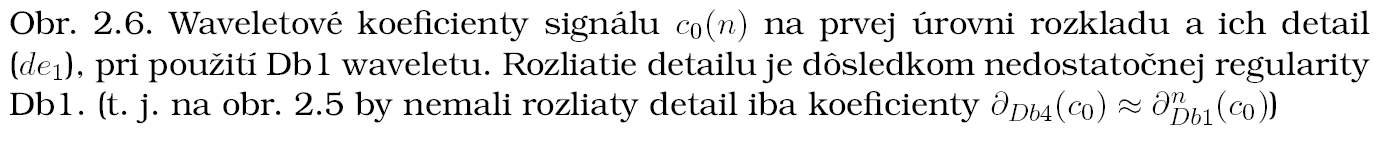 Obr. 2.6. Waveletové koeficienty signálu c₀(n) na prvej úrovni rozkladu a ich detail
(de₁), pri použití Db1 waveletu. Rozliatie detailu je dôsledkom nedostatočnej regularity
Db1. (t. j. na obr. 2.5 by nemali rozliaty detail iba koeficienty ∂_{Db4}(c₀) ≈ ∂ⁿ_{Db1}(c₀))